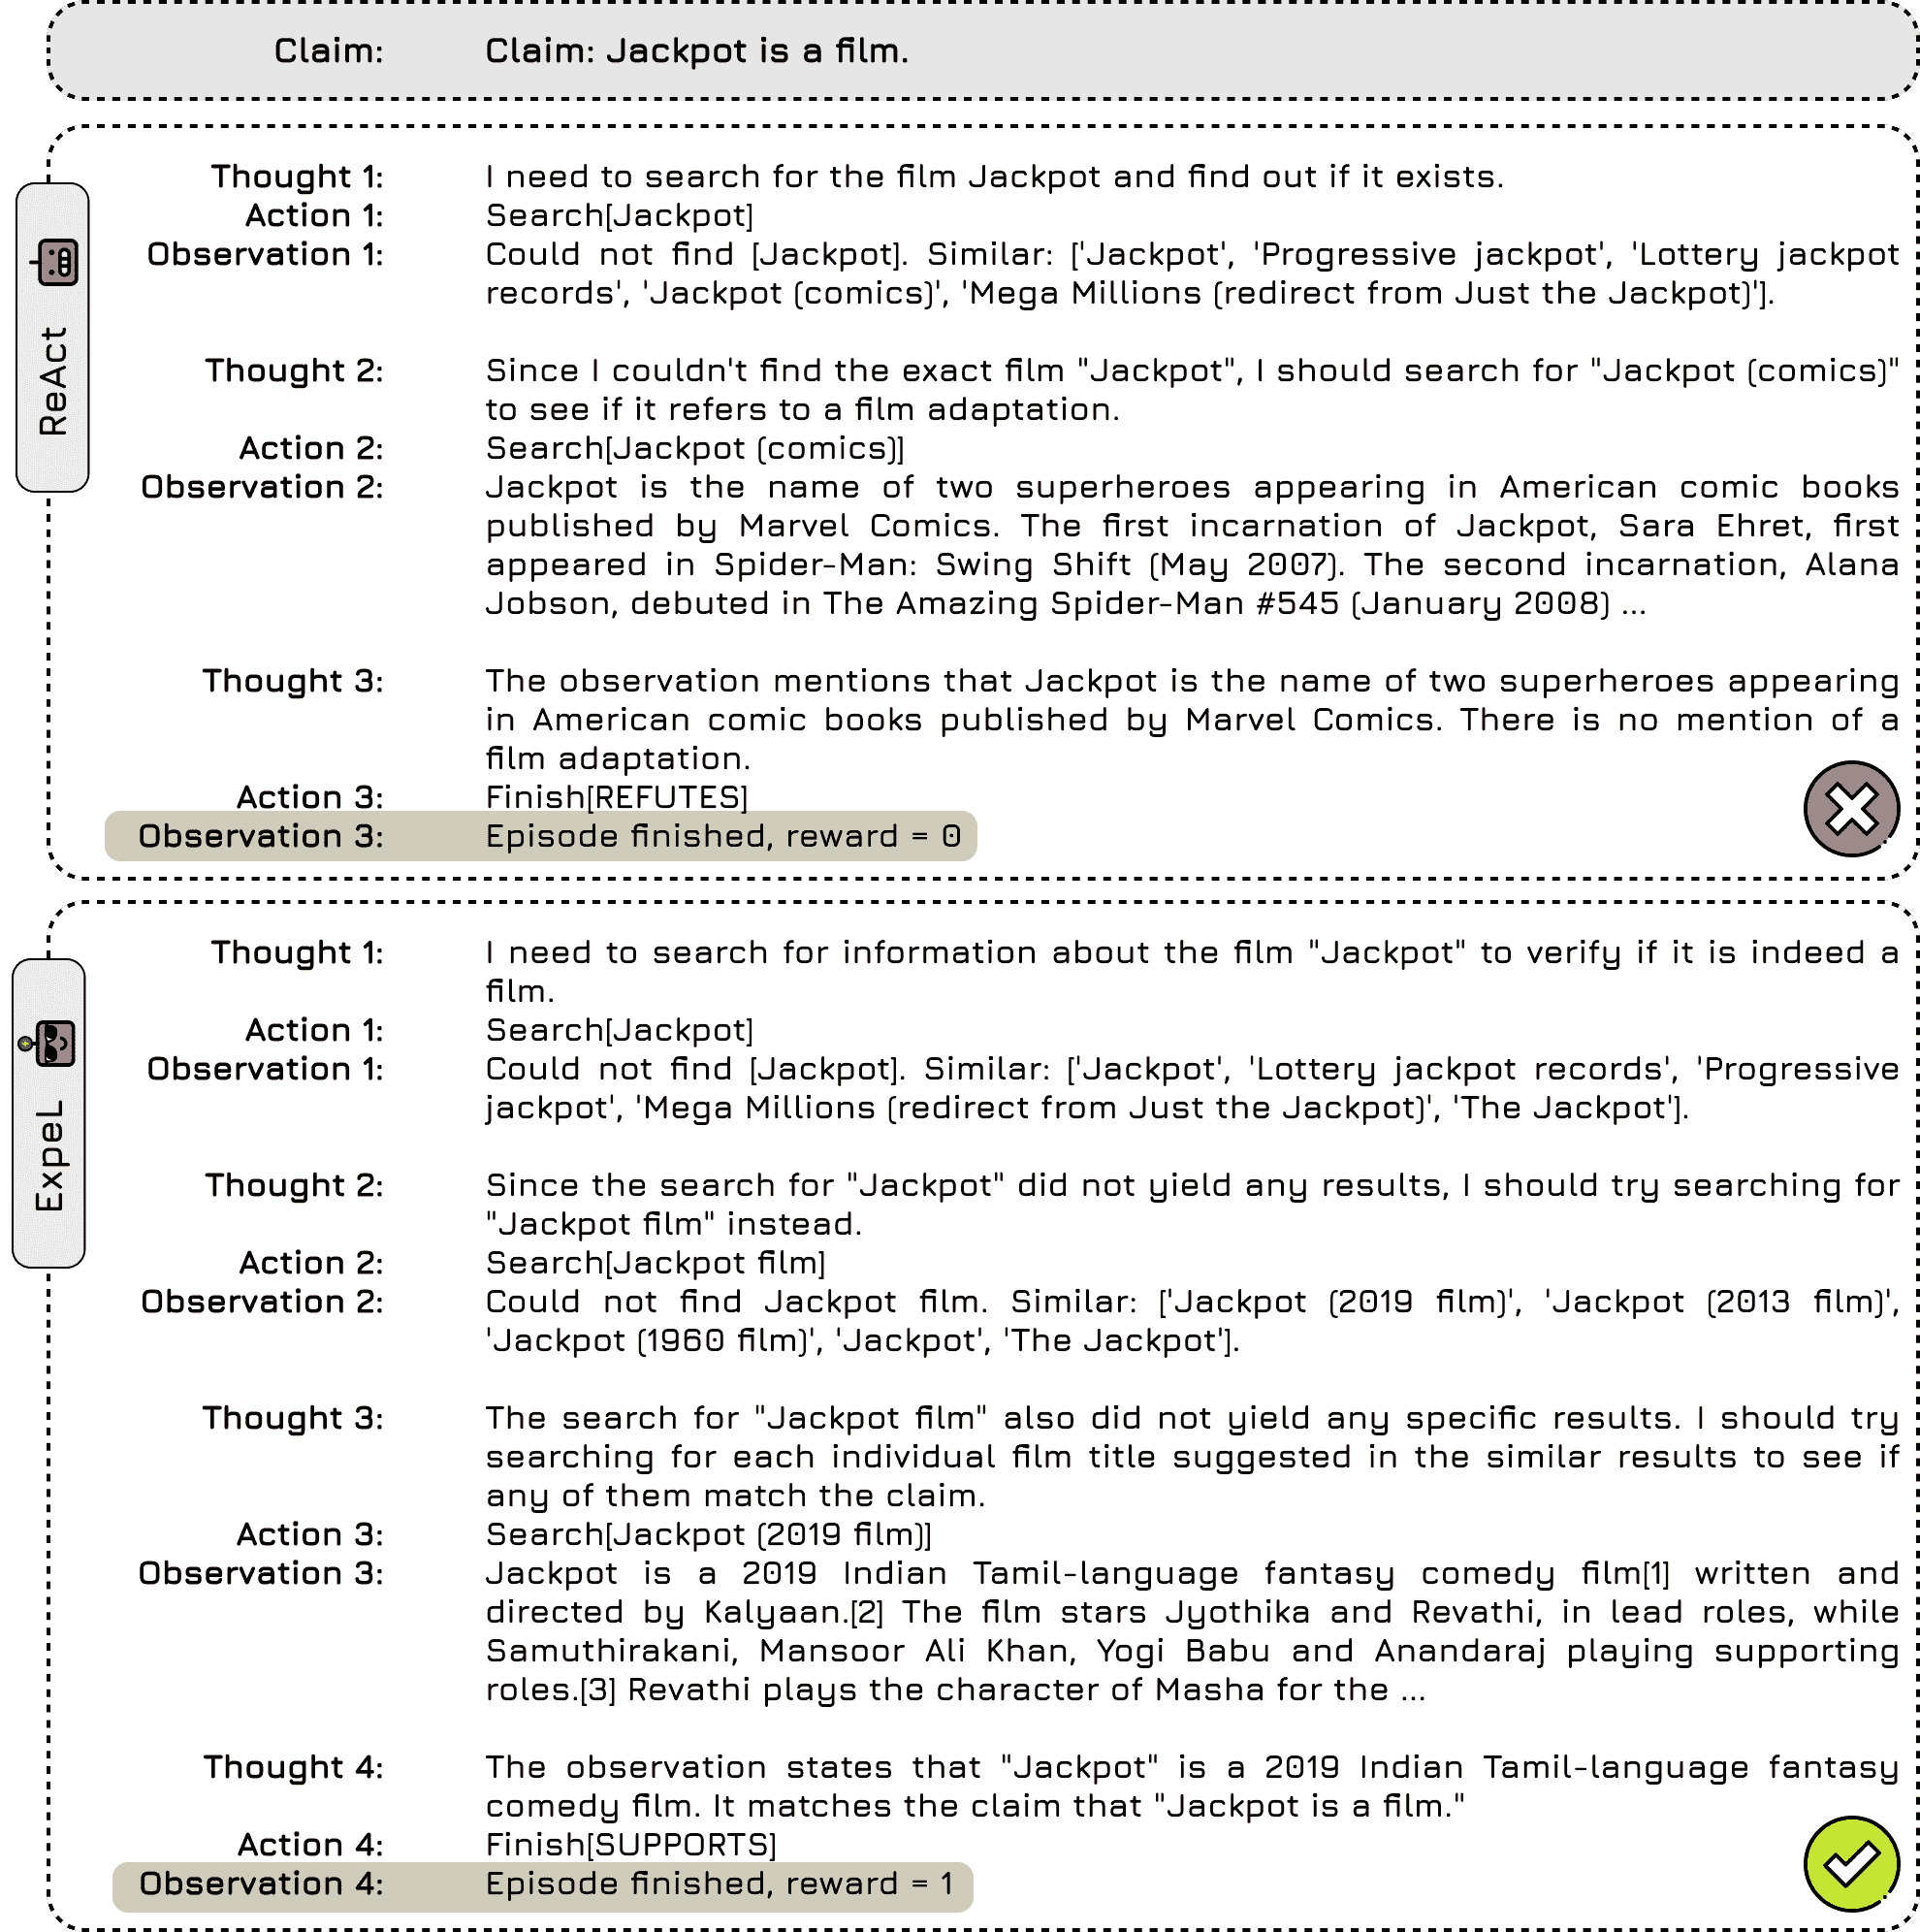 Claim: Claim: Jackpot is a film.
ReAct
Thought 1: I need to search for the film Jackpot and find out if it exists.
Action 1: Search[Jackpot]
Observation 1: Could not find [Jackpot]. Similar: ['Jackpot', 'Progressive jackpot', 'Lottery jackpot
records', 'Jackpot (comics)', 'Mega Millions (redirect from Just the Jackpot)'].
Thought 2: Since I couldn't find the exact film "Jackpot", I should search for "Jackpot (comics)"
to see if it refers to a film adaptation.
Action 2: Search[Jackpot (comics)]
Observation 2: Jackpot is the name of two superheroes appearing in American comic books
published by Marvel Comics. The first incarnation of Jackpot, Sara Ehret, first
appeared in Spider-Man: Swing Shift (May 2007). The second incarnation, Alana
Jobson, debuted in The Amazing Spider-Man #545 (January 2008) ...
Thought 3: The observation mentions that Jackpot is the name of two superheroes appearing
in American comic books published by Marvel Comics. There is no mention of a
film adaptation.
Action 3: Finish[REFUTES]
Observation 3: Episode finished, reward = 0
ExpeL
Thought 1: I need to search for information about the film "Jackpot" to verify if it is indeed a
film.
Action 1: Search[Jackpot]
Observation 1: Could not find [Jackpot]. Similar: ['Jackpot', 'Lottery jackpot records', 'Progressive
jackpot', 'Mega Millions (redirect from Just the Jackpot)', 'The Jackpot'].
Thought 2: Since the search for "Jackpot" did not yield any results, I should try searching for
"Jackpot film" instead.
Action 2: Search[Jackpot film]
Observation 2: Could not find Jackpot film. Similar: ['Jackpot (2019 film)', 'Jackpot (2013 film)',
'Jackpot (1960 film)', 'Jackpot', 'The Jackpot'].
Thought 3: The search for "Jackpot film" also did not yield any specific results. I should try
searching for each individual film title suggested in the similar results to see if
any of them match the claim.
Action 3: Search[Jackpot (2019 film)]
Observation 3: Jackpot is a 2019 Indian Tamil-language fantasy comedy film[1] written and
directed by Kalyaan.[2] The film stars Jyothika and Revathi, in lead roles, while
Samuthirakani, Mansoor Ali Khan, Yogi Babu and Anandaraj playing supporting
roles.[3] Revathi plays the character of Masha for the ...
Thought 4: The observation states that "Jackpot" is a 2019 Indian Tamil-language fantasy
comedy film. It matches the claim that "Jackpot is a film."
Action 4: Finish[SUPPORTS]
Observation 4: Episode finished, reward = 1